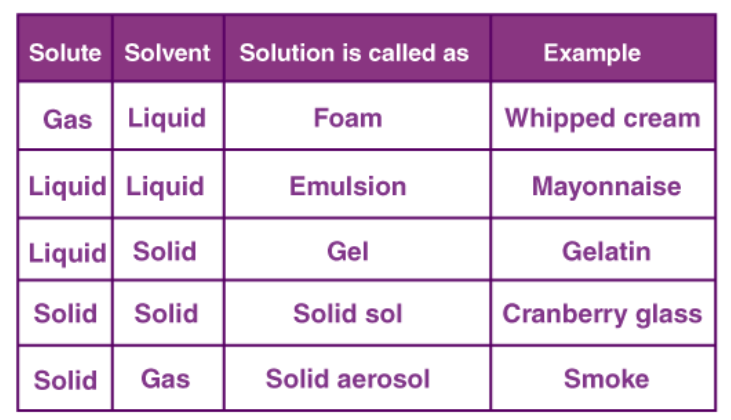 Solute Solvent Solution is called as Example
Gas Liquid Foam Whipped cream
Liquid Liquid Emulsion Mayonnaise
Liquid Solid Gel Gelatin
Solid Solid Solid sol Cranberry glass
Solid Gas Solid aerosol Smoke